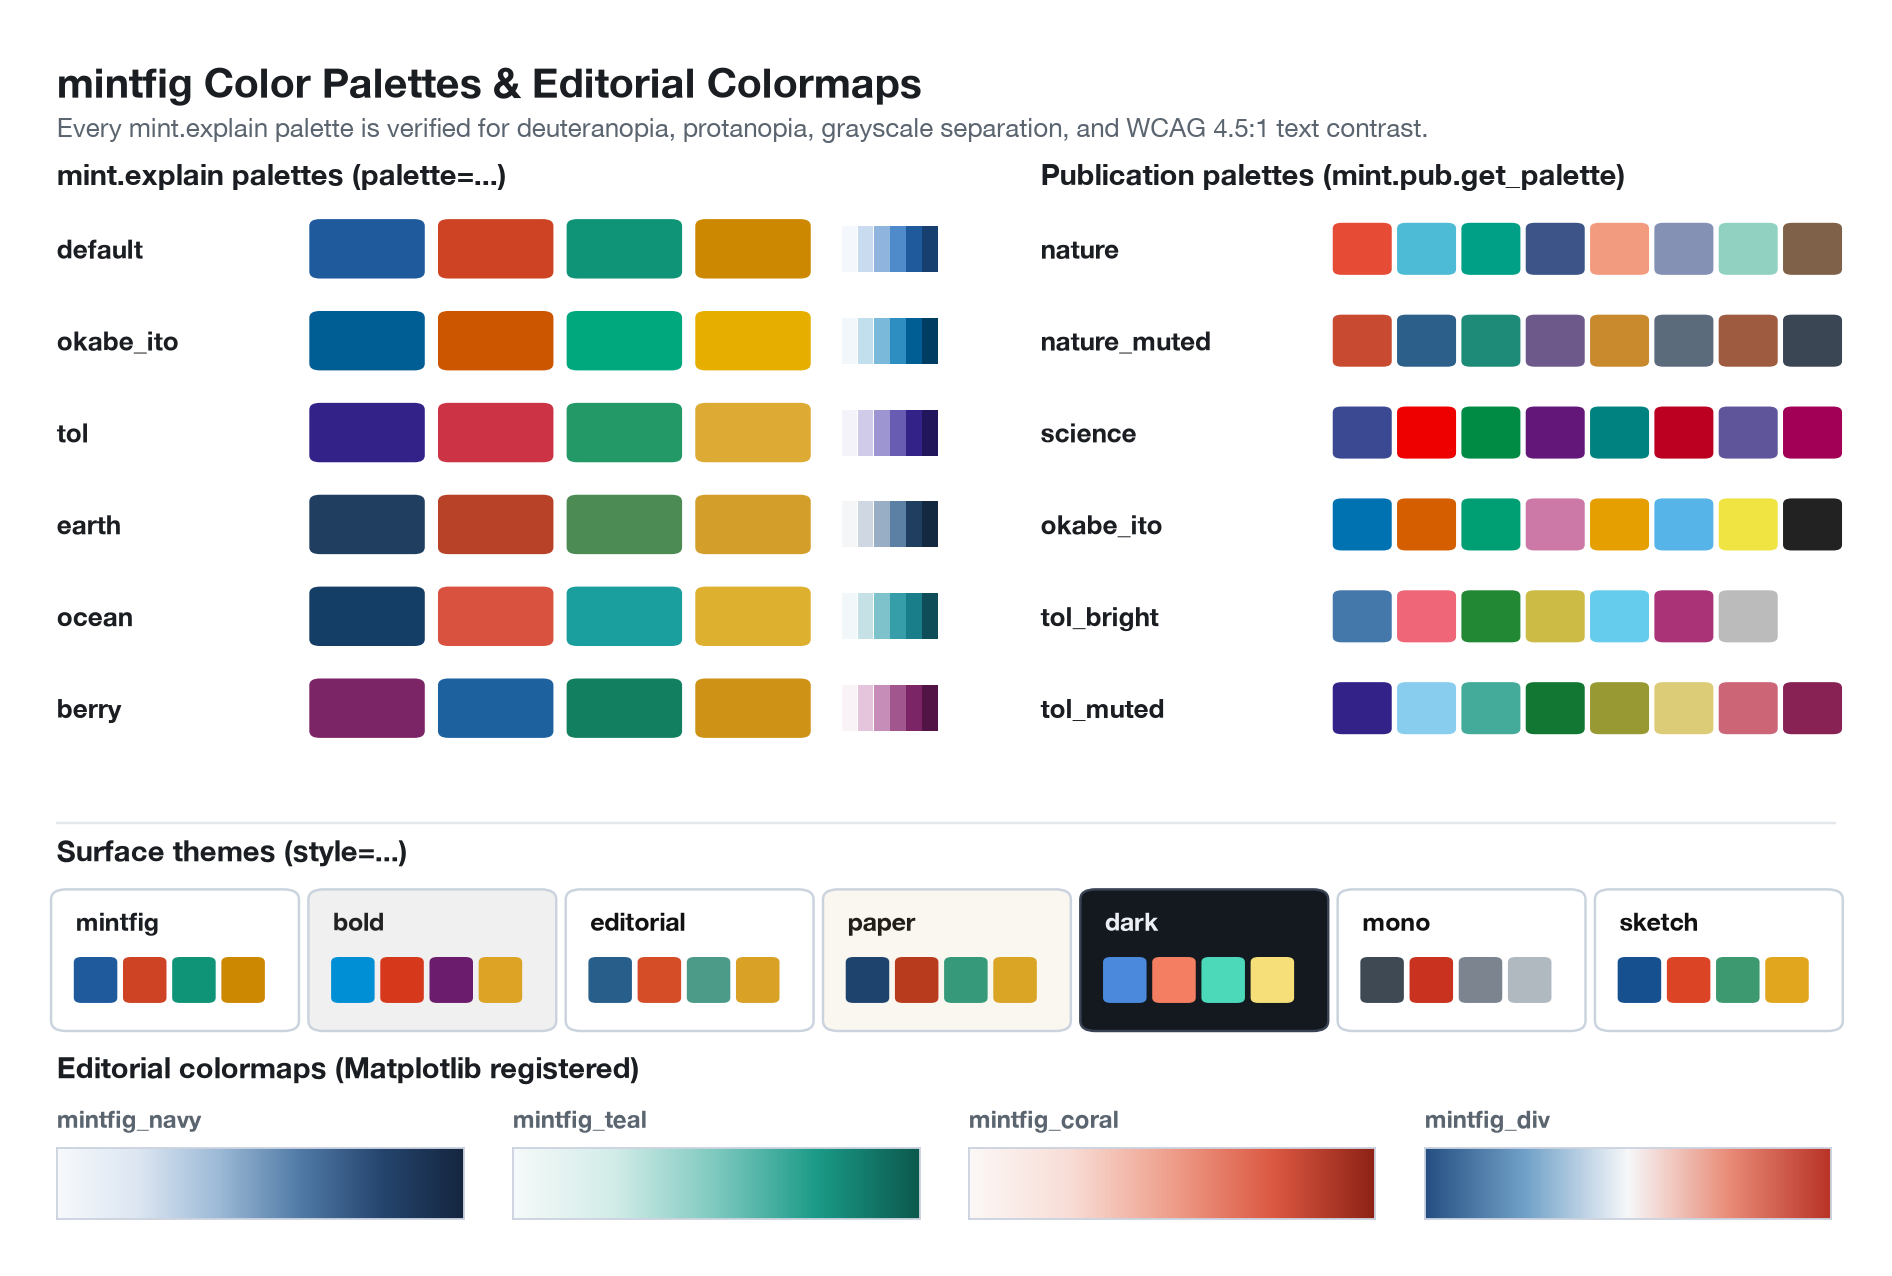 mintfig Color Palettes & Editorial Colormaps
Every mint.explain palette is verified for deuteranopia, protanopia, grayscale separation, and WCAG 4.5:1 text contrast.
mint.explain palettes (palette=...)
default
okabe_ito
tol
earth
ocean
berry
Publication palettes (mint.pub.get_palette)
nature
nature_muted
science
okabe_ito
tol_bright
tol_muted
Surface themes (style=...)
mintfig
bold
editorial
paper
dark
mono
sketch
Editorial colormaps (Matplotlib registered)
mintfig_navy
mintfig_teal
mintfig_coral
mintfig_div